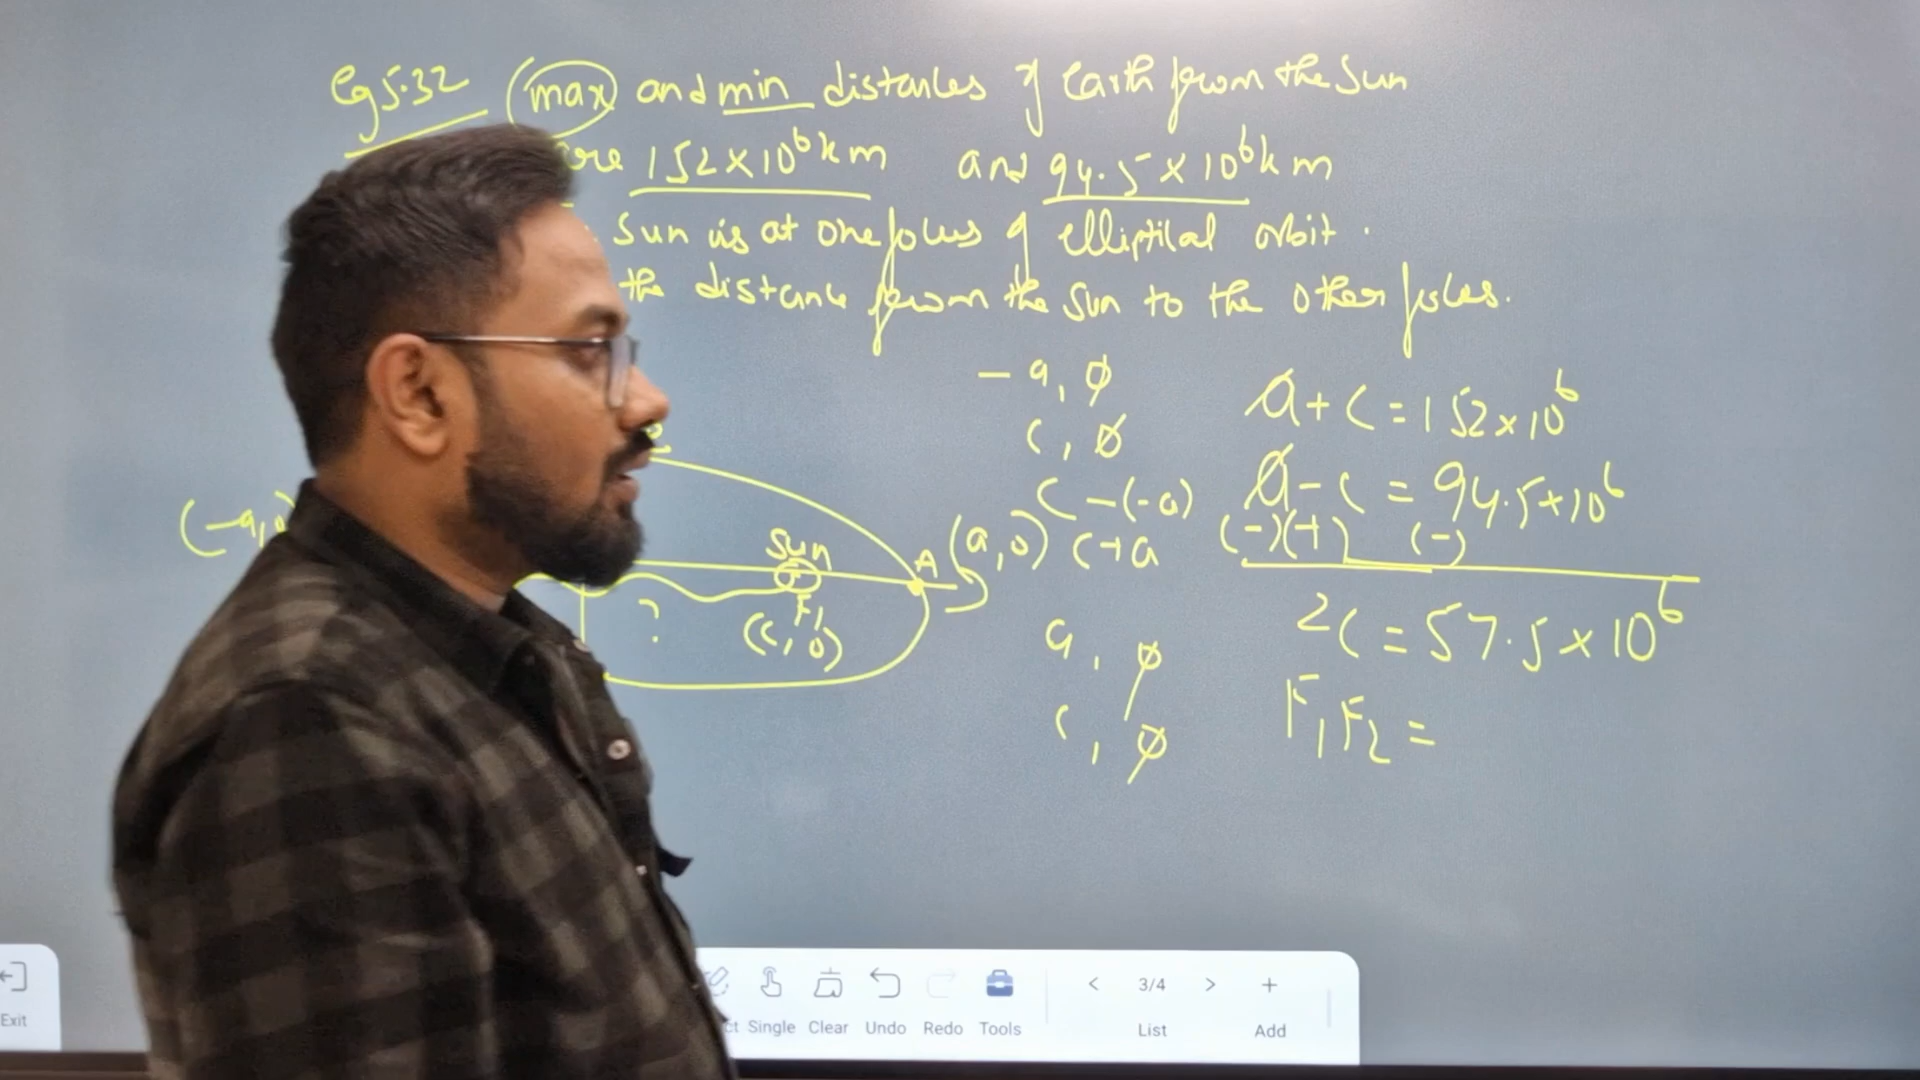 Eg 5.32 max and min distances of Earth from the Sun
are 152 × 10⁶ km and 94.5 × 10⁶ km
Sun is at one focus of elliptical orbit.
the distance from the Sun to the other focus.
- a, 0
c, 0
c - (-a)
c + a
a + c = 152 × 10⁶
a - c = 94.5 × 10⁶
(-) (+) (-)
2c = 57.5 × 10⁶
F₁F₂ =
(-a, 0)
Sun
A (a, 0)
F₁
?
(c, 0)
a, 0
c, 0
Exit
Single Clear Undo Redo Tools
< 3/4 > +
List Add